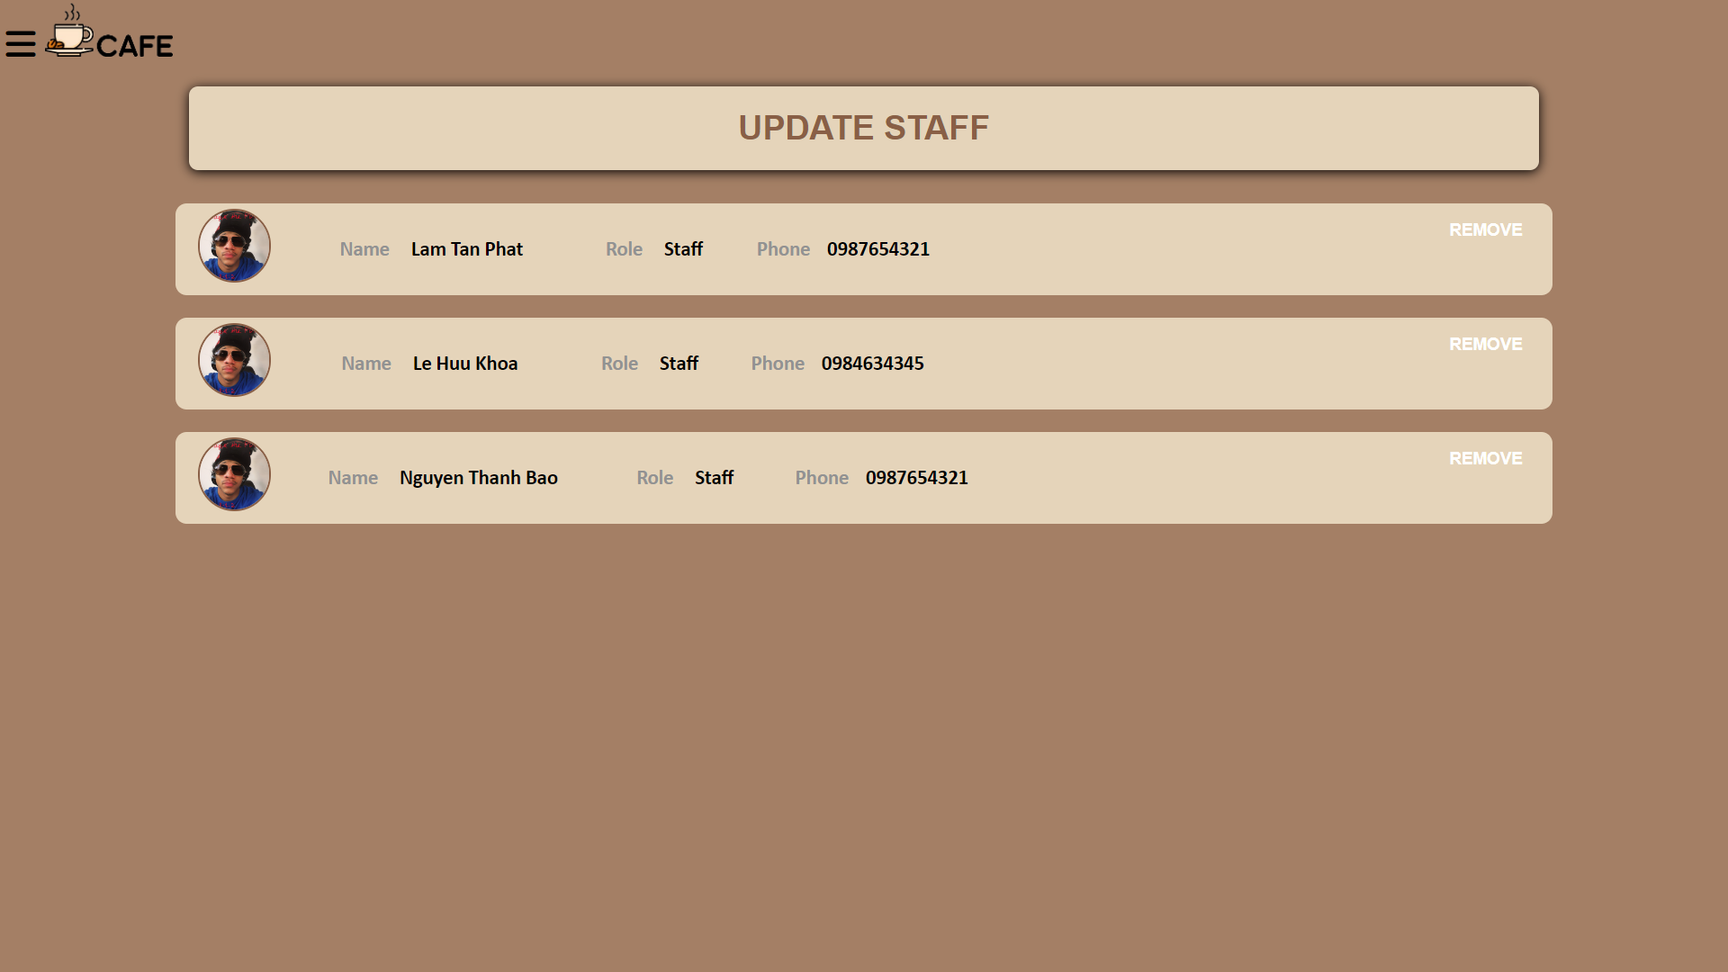 CAFE
UPDATE STAFF
REMOVE
Name Lam Tan Phat Role Staff Phone 0987654321
REMOVE
Name Le Huu Khoa Role Staff Phone 0984634345
REMOVE
Name Nguyen Thanh Bao Role Staff Phone 0987654321